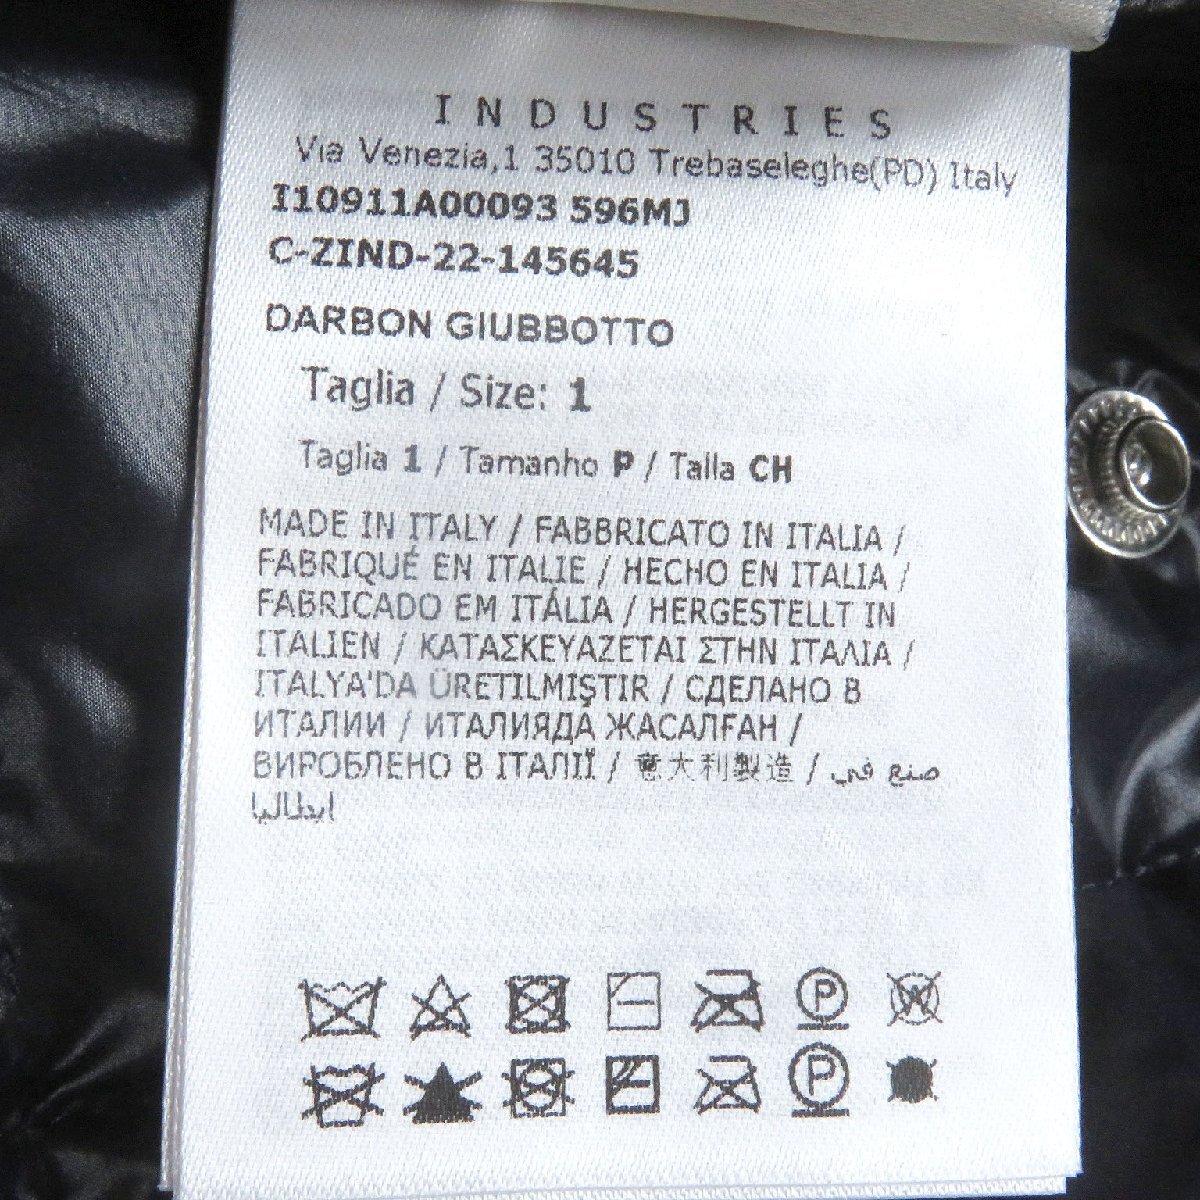 INDUSTRIES
Via Venezia,1 35010 Trebaseleghe(PD) Italy
I10911A00093 596MJ
C-ZIND-22-145645
DARBON GIUBBOTTO
Taglia / Size: 1
Taglia 1 / Tamanho P / Talla CH
MADE IN ITALY / FABBRICATO IN ITALIA /
FABRIQUÉ EN ITALIE / HECHO EN ITALIA /
FABRICADO EM ITÁLIA / HERGESTELLT IN
ITALIEN / ΚΑΤΑΣΚΕΥΑΖΕΤΑΙ ΣΤΗΝ ΙΤΑΛΙΑ /
ITALYA'DA ÜRETILMIŞTIR / СДЕЛАНО В
ИТАЛИИ / ИТАЛИЯДА ЖАСАЛҒАН /
ВИРОБЛЕНО В ІТАЛІЇ / 意大利製造 / صنع في
ايطاليا
P W
P